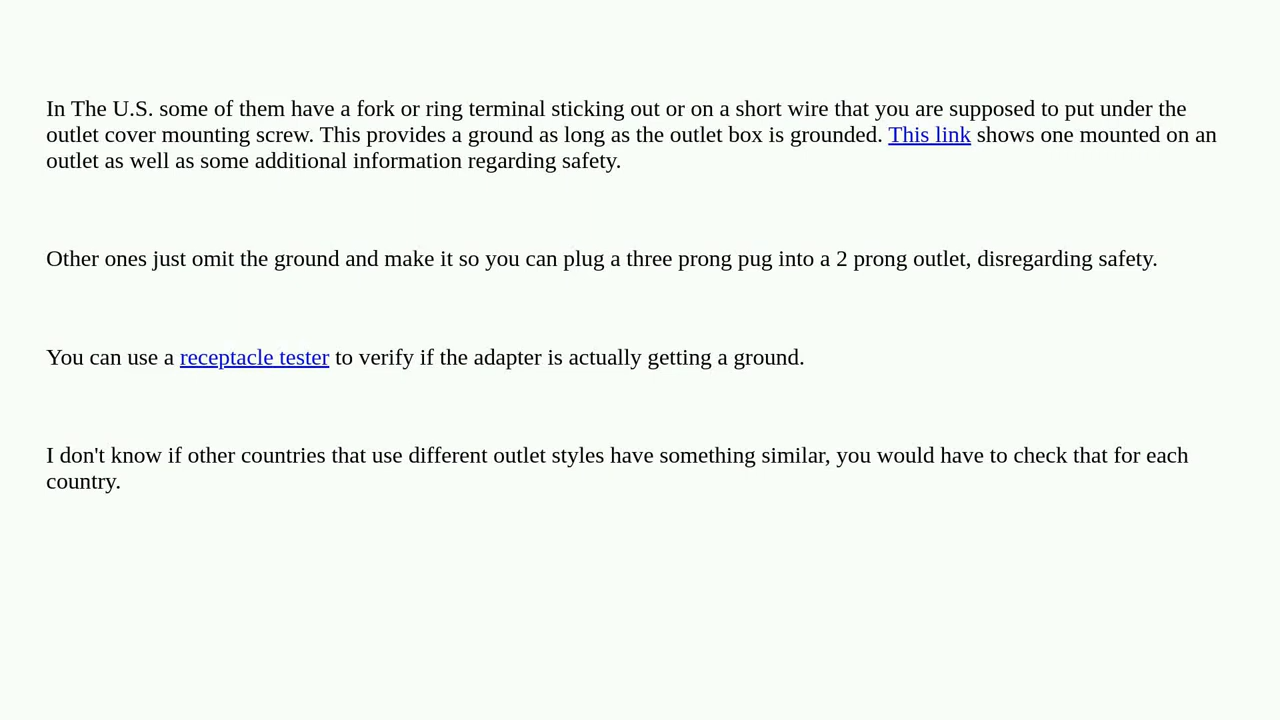 In The U.S. some of them have a fork or ring terminal sticking out or on a short wire that you are supposed to put under the
outlet cover mounting screw. This provides a ground as long as the outlet box is grounded. This link shows one mounted on an
outlet as well as some additional information regarding safety.
Other ones just omit the ground and make it so you can plug a three prong pug into a 2 prong outlet, disregarding safety.
You can use a receptacle tester to verify if the adapter is actually getting a ground.
I don't know if other countries that use different outlet styles have something similar, you would have to check that for each
country.